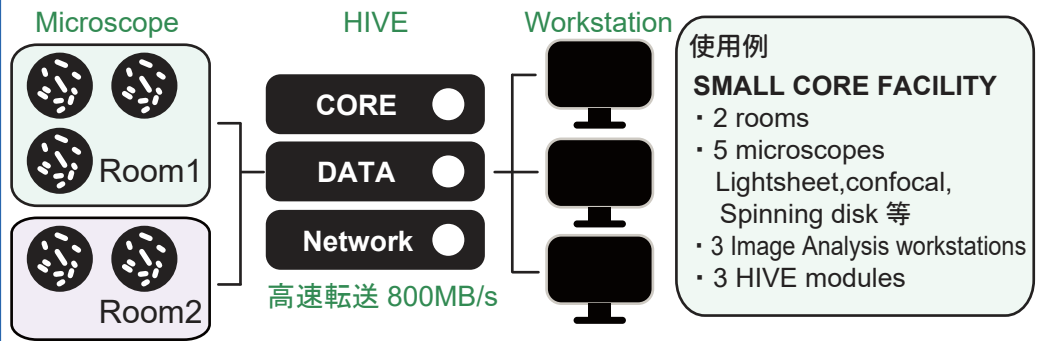 Microscope
Room1
Room2
HIVE
CORE
DATA
Network
高速転送 800MB/s
Workstation
使用例
SMALL CORE FACILITY
・2 rooms
・5 microscopes
Lightsheet,confocal,
Spinning disk 等
・3 Image Analysis workstations
・3 HIVE modules